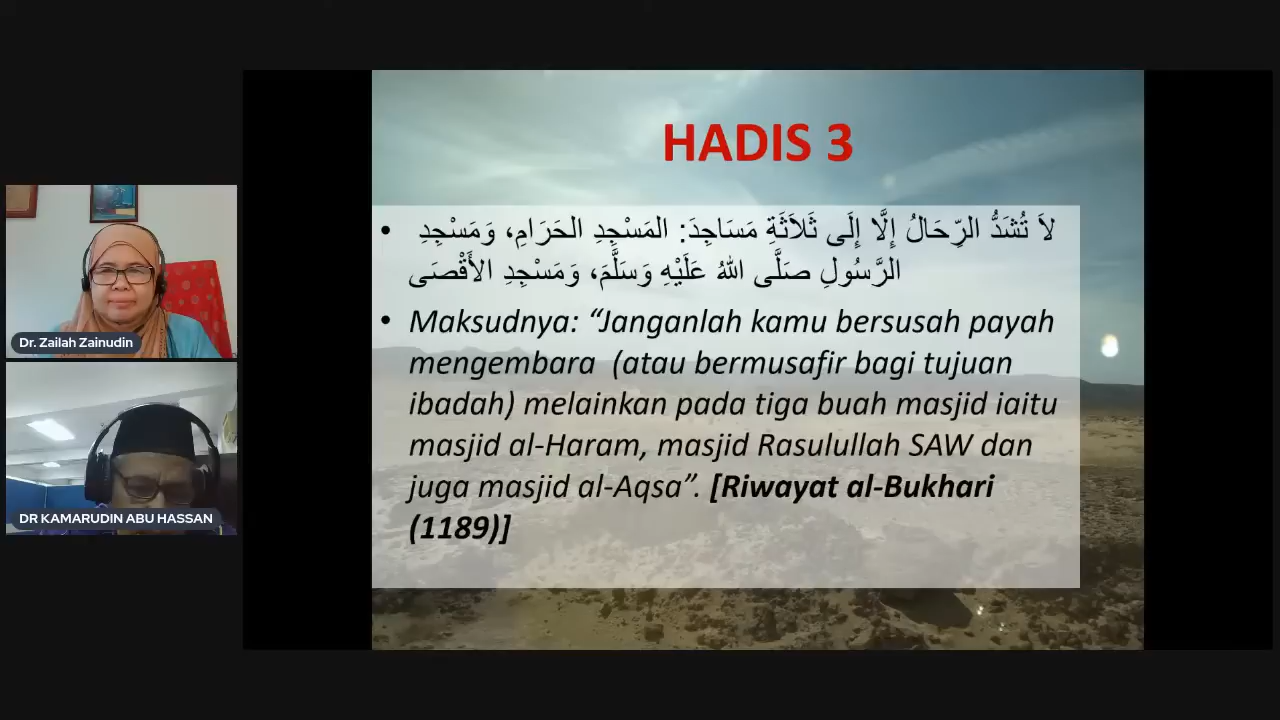 HADIS 3
• لاَ تُشَدُّ الرِّحَالُ إِلَّا إِلَى ثَلاَثَةِ مَسَاجِدَ: المَسْجِدِ الحَرَامِ، وَمَسْجِدِ
الرَّسُولِ صَلَّى اللهُ عَلَيْهِ وَسَلَّمَ، وَمَسْجِدِ الأَقْصَى
• Maksudnya: “Janganlah kamu bersusah payah
mengembara (atau bermusafir bagi tujuan
ibadah) melainkan pada tiga buah masjid iaitu
masjid al-Haram, masjid Rasulullah SAW dan
juga masjid al-Aqsa”. [Riwayat al-Bukhari
(1189)]
Dr. Zailah Zainudin
DR KAMARUDIN ABU HASSAN